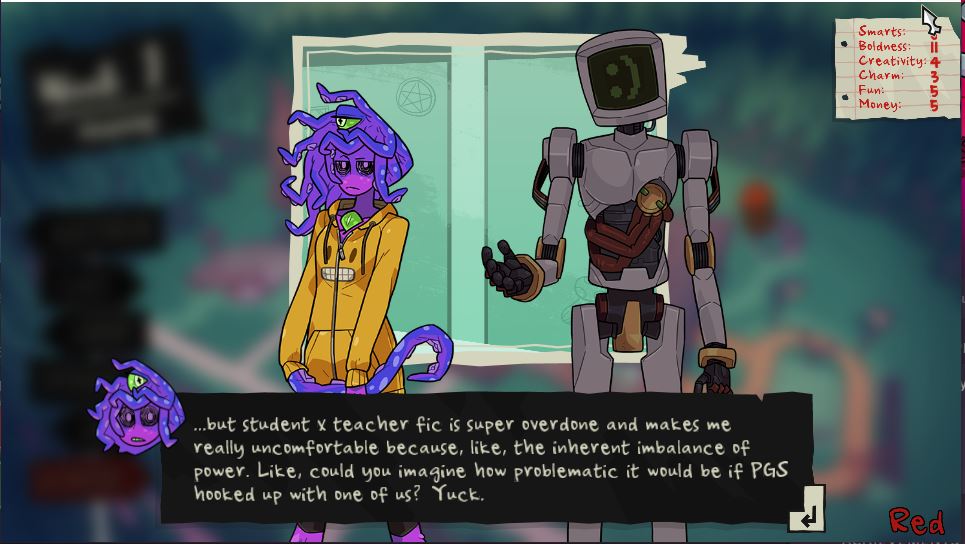 Smarts:
Boldness: 11
Creativity: 4
Charm: 3
Fun: 5
Money: 5
...but student x teacher fic is super overdone and makes me
really uncomfortable because, like, the inherent imbalance of
power. Like, could you imagine how problematic it would be if PGS
hooked up with one of us? Yuck.
Red